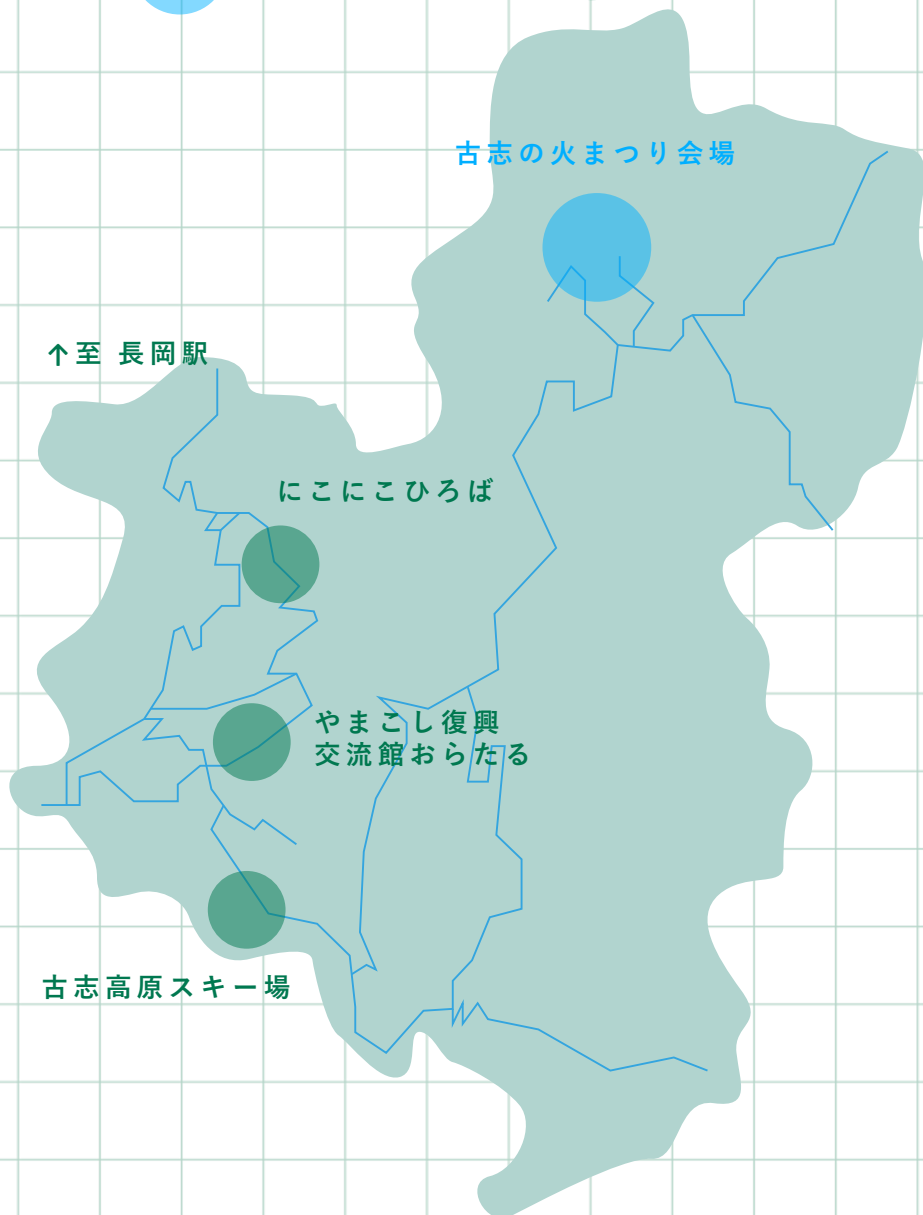 古志の火まつり会場
↑至 長岡駅
にこにこひろば
やまこし復興
交流館おらたる
古志高原スキー場